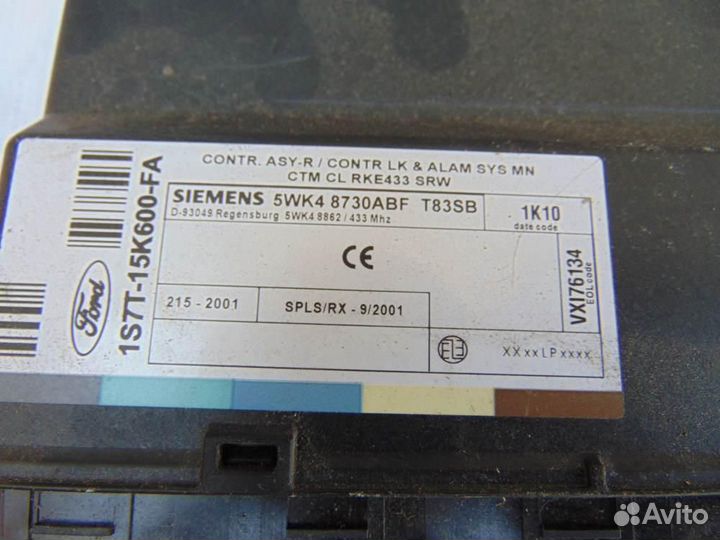 CONTR. ASY-R / CONTR LK & ALAM SYS MN
CTM CL RKE433 SRW
SIEMENS 5WK4 8730ABF T83SB
D-93049 Regensburg 5WK4 8862 / 433 Mhz
1K10
date code
CE
VXI76134
EOL code
215 - 2001
SPLS/RX - 9/2001
XXxxLPxxxx
Ford
1S7T-15K600-FA
Avito